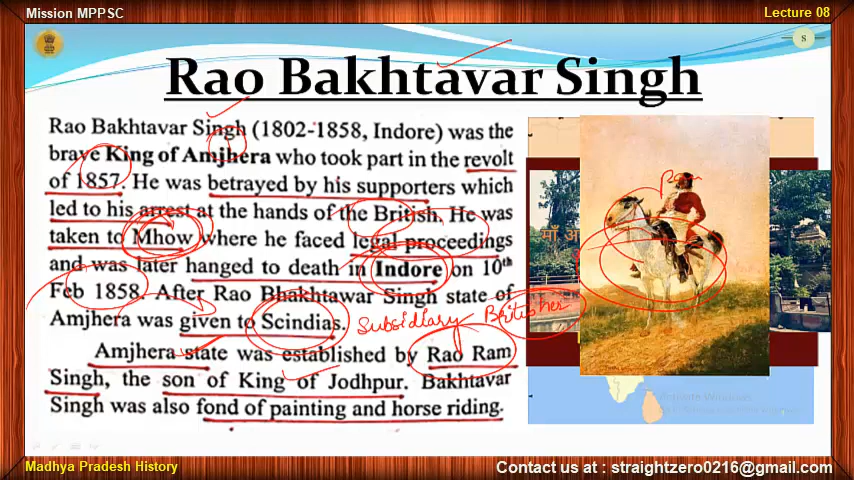 Mission MPPSC
Lecture 08
S
Rao Bakhtavar Singh
Rao Bakhtavar Singh (1802-1858, Indore) was the
brave King of Amjhera who took part in the revolt
of 1857. He was betrayed by his supporters which
led to his arrest at the hands of the British. He was
taken to Mhow where he faced legal proceedings
and was later hanged to death in Indore on 10th
Feb 1858. After Rao Bhakhtawar Singh state of
Amjhera was given to Scindias.
Subsidiary Britisher
Amjhera state was established by Rao Ram
Singh, the son of King of Jodhpur. Bakhtavar
Singh was also fond of painting and horse riding.
माँ
Activate Windows
Madhya Pradesh History
Contact us at : straightzero0216@gmail.com